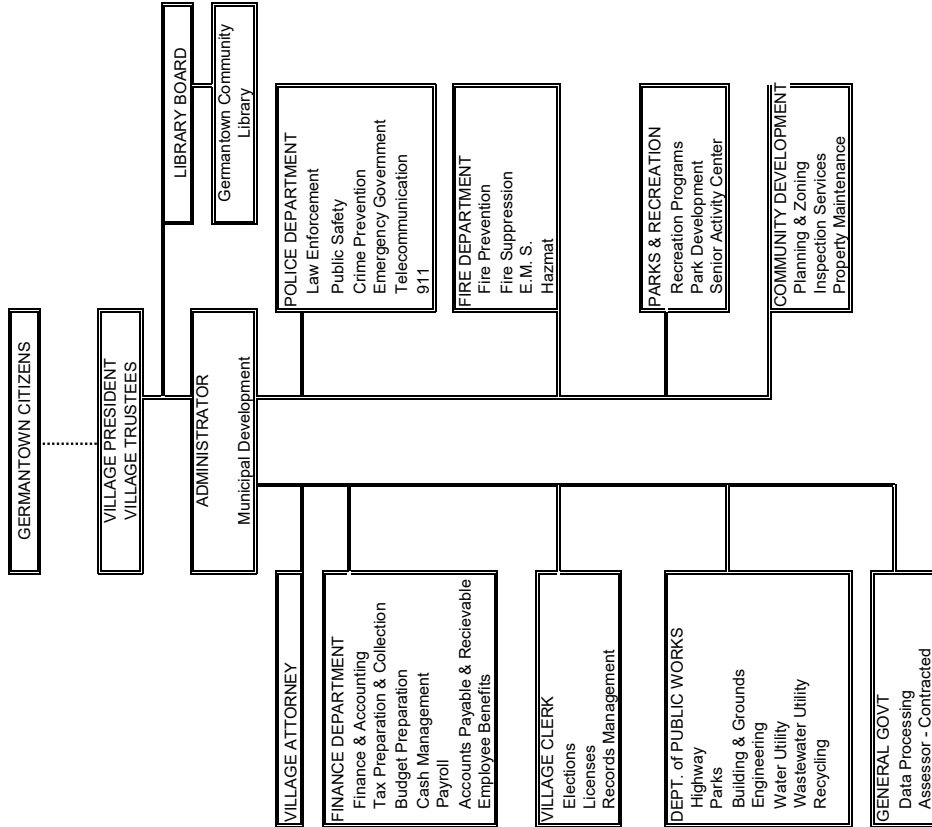 GERMANTOWN CITIZENS
VILLAGE PRESIDENT
VILLAGE TRUSTEES
LIBRARY BOARD
Germantown Community
Library
ADMINISTRATOR
Municipal Development
VILLAGE ATTORNEY
FINANCE DEPARTMENT
Finance & Accounting
Tax Preparation & Collection
Budget Preparation
Cash Management
Payroll
Accounts Payable & Recievable
Employee Benefits
VILLAGE CLERK
Elections
Licenses
Records Management
DEPT. of PUBLIC WORKS
Highway
Parks
Building & Grounds
Engineering
Water Utility
Wastewater Utility
Recycling
GENERAL GOVT
Data Processing
Assessor - Contracted
POLICE DEPARTMENT
Law Enforcement
Public Safety
Crime Prevention
Emergency Government
Telecommunication
911
FIRE DEPARTMENT
Fire Prevention
Fire Suppression
E.M. S.
Hazmat
PARKS & RECREATION
Recreation Programs
Park Development
Senior Activity Center
COMMUNITY DEVELOPMENT
Planning & Zoning
Inspection Services
Property Maintenance